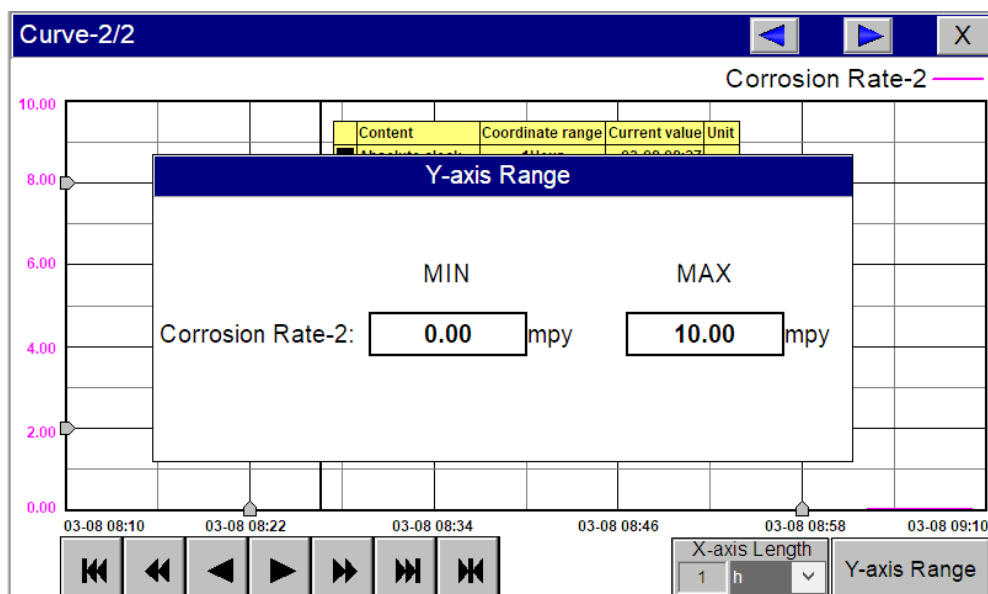 Curve-2/2
X
Corrosion Rate-2
10.00
Content Coordinate range Current value Unit
Y-axis Range
8.00
6.00
MIN MAX
Corrosion Rate-2: 0.00 mpy 10.00 mpy
4.00
2.00
0.00
03-08 08:10 03-08 08:22 03-08 08:34 03-08 08:46 03-08 08:58 03-08 09:10
X-axis Length
1 h
Y-axis Range